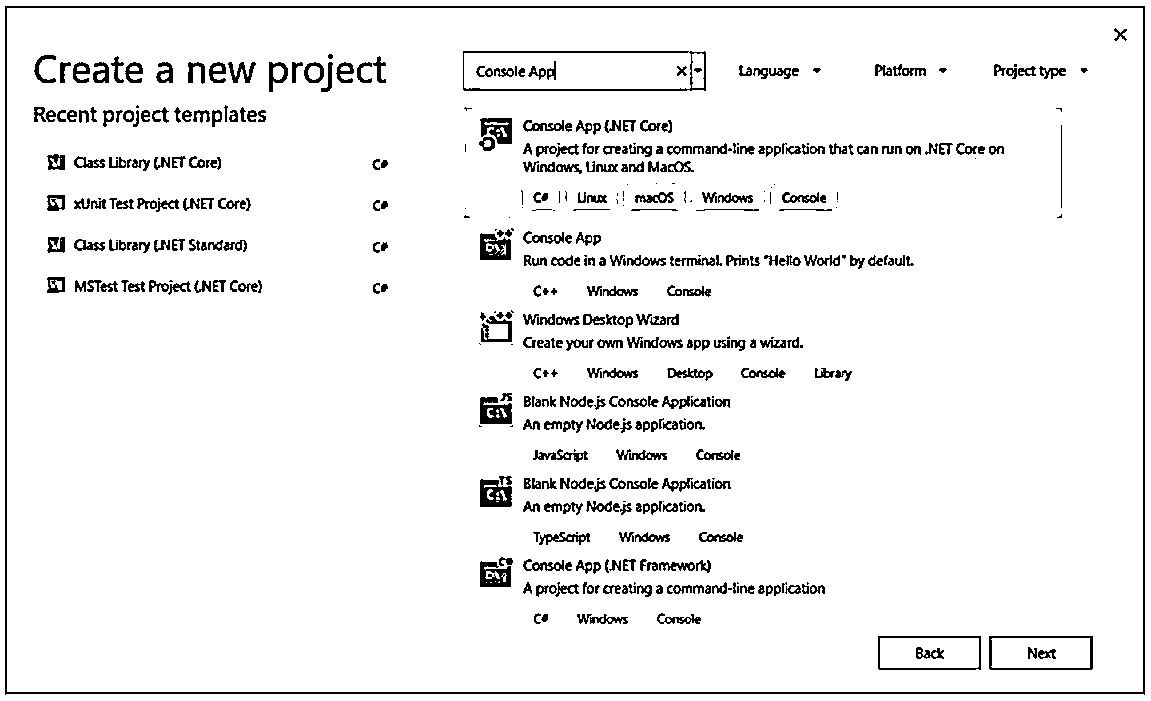 Create a new project
Recent project templates
Class Library (.NET Core) C#
xUnit Test Project (.NET Core) C#
Class Library (.NET Standard) C#
MSTest Test Project (.NET Core) C#
Console App
Language
Platform
Project type
Console App (.NET Core)
A project for creating a command-line application that can run on .NET Core on
Windows, Linux and MacOS.
C# Linux macOS Windows Console
Console App
Run code in a Windows terminal. Prints "Hello World" by default.
C++ Windows Console
Windows Desktop Wizard
Create your own Windows app using a wizard.
C++ Windows Desktop Console Library
JS
Blank Node.js Console Application
An empty Node.js application.
JavaScript Windows Console
TS
Blank Node.js Console Application
An empty Node.js application.
TypeScript Windows Console
Console App (.NET Framework)
A project for creating a command-line application
C# Windows Console
Back
Next